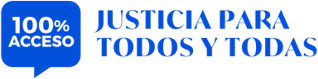 100%
ACCESO
JUSTICIA PARA
TODOS Y TODAS